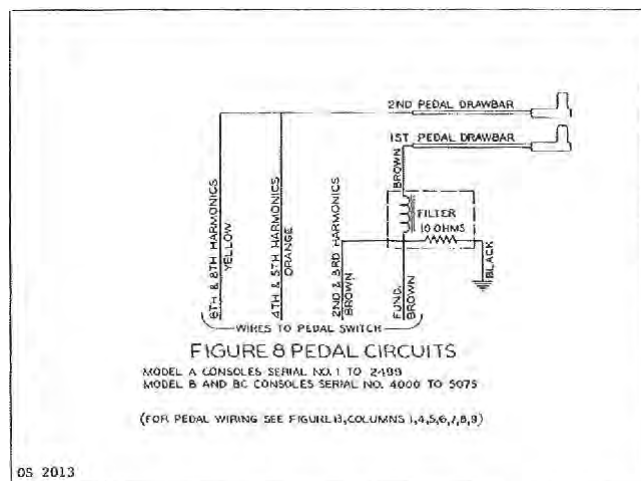 2ND PEDAL DRAWBAR
1ST PEDAL DRAWBAR
BROWN
FILTER
10 OHMS
BLACK
6TH & 8TH HARMONICS
YELLOW
4TH & 5TH HARMONICS
ORANGE
2ND & 3RD HARMONICS
BROWN
FUND.
BROWN
WIRES TO PEDAL SWITCH
FIGURE 8 PEDAL CIRCUITS
MODEL A CONSOLES SERIAL NO. 1 TO 2499
MODEL B AND BC CONSOLES SERIAL NO. 4000 TO 5075
(FOR PEDAL WIRING SEE FIGURE 13, COLUMNS 1,4,5,6,7,8,9)
OS 2013